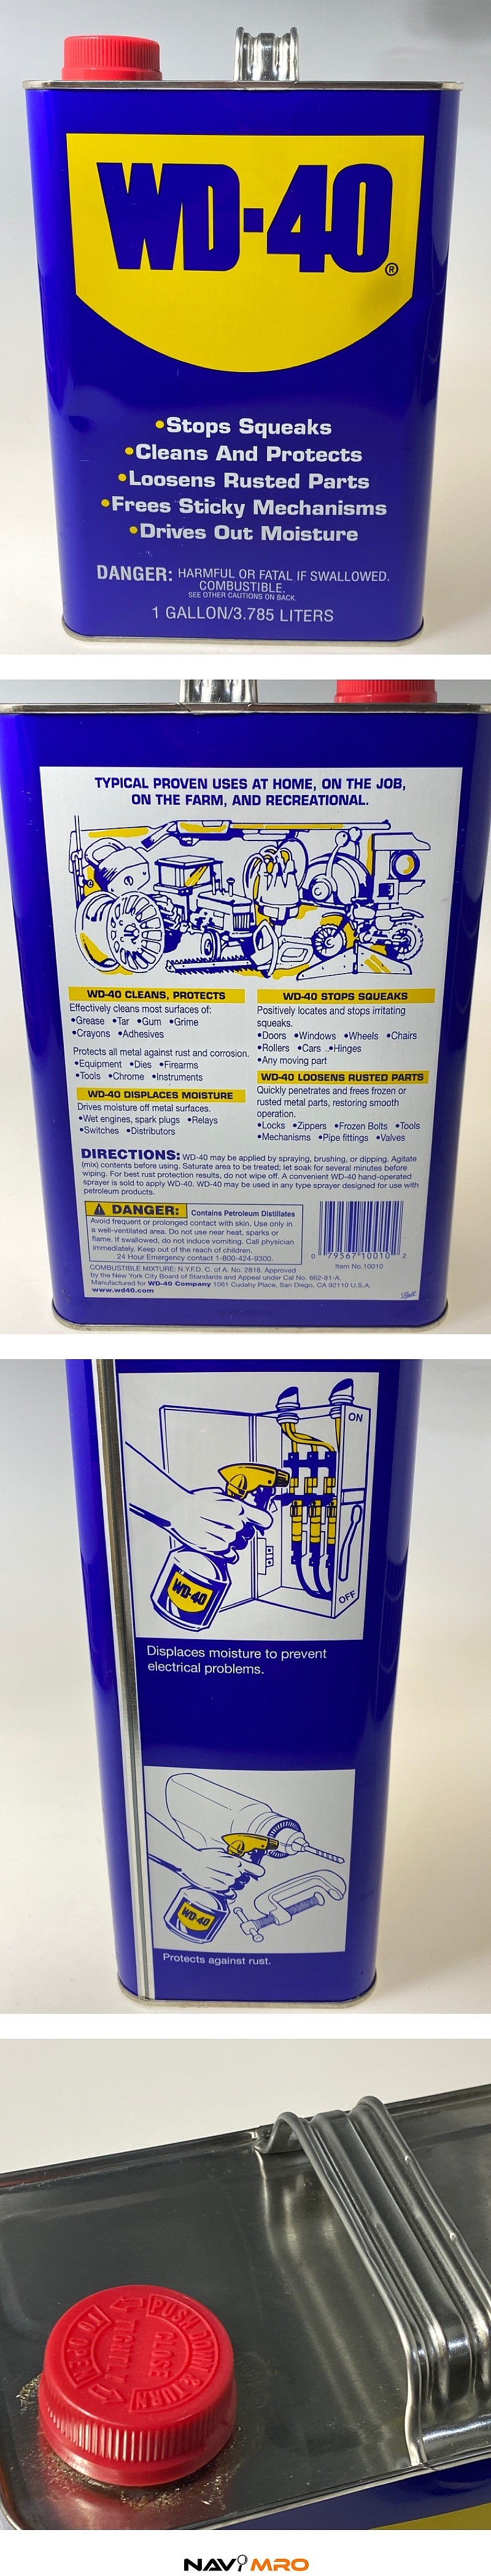 WD-40®
•Stops Squeaks
•Cleans And Protects
•Loosens Rusted Parts
•Frees Sticky Mechanisms
•Drives Out Moisture
DANGER: HARMFUL OR FATAL IF SWALLOWED.
COMBUSTIBLE.
SEE OTHER CAUTIONS ON BACK.
1 GALLON/3.785 LITERS
TYPICAL PROVEN USES AT HOME, ON THE JOB,
ON THE FARM, AND RECREATIONAL.
WD-40 CLEANS, PROTECTS
Effectively cleans most surfaces of:
•Grease •Tar •Gum •Grime
•Crayons •Adhesives
Protects all metal against rust and corrosion.
•Equipment •Dies •Firearms
•Tools •Chrome •Instruments
WD-40 DISPLACES MOISTURE
Drives moisture off metal surfaces.
•Wet engines, spark plugs •Relays
•Switches •Distributors
WD-40 STOPS SQUEAKS
Positively locates and stops irritating
squeaks.
•Doors •Windows •Wheels •Chairs
•Rollers •Cars •Hinges
•Any moving part
WD-40 LOOSENS RUSTED PARTS
Quickly penetrates and frees frozen or
rusted metal parts, restoring smooth
operation.
•Locks •Zippers •Frozen Bolts •Tools
•Mechanisms •Pipe fittings •Valves
DIRECTIONS: WD-40 may be applied by spraying, brushing, or dipping. Agitate
(mix) contents before using. Saturate area to be treated; let soak for several minutes before
wiping. For best rust protection results, do not wipe off. A convenient WD-40 hand-operated
sprayer is sold to apply WD-40. WD-40 may be used in any type sprayer designed for use with
petroleum products.
DANGER: Contains Petroleum Distillates
Avoid frequent or prolonged contact with skin. Use only in
a well-ventilated area. Do not use near heat, sparks or
flame. If swallowed, do not induce vomiting. Call physician
immediately. Keep out of the reach of children.
24 Hour Emergency contact 1-800-424-9300.
0 79567 10010 2
Item No.10010
COMBUSTIBLE MIXTURE: N.Y.F.D. C. of A. No. 2818. Approved
by the New York City Board of Standards and Appeal under Cal No. 662-81-A.
Manufactured for WD-40 Company 1061 Cudahy Place, San Diego, CA 92110 U.S.A.
www.wd40.com
ON
WD-40
OFF
Displaces moisture to prevent
electrical problems.
WD-40
Protects against rust.
PUSH DOWN & TURN
TO OPEN
CLOSE
TIGHTLY
NAVIMRO